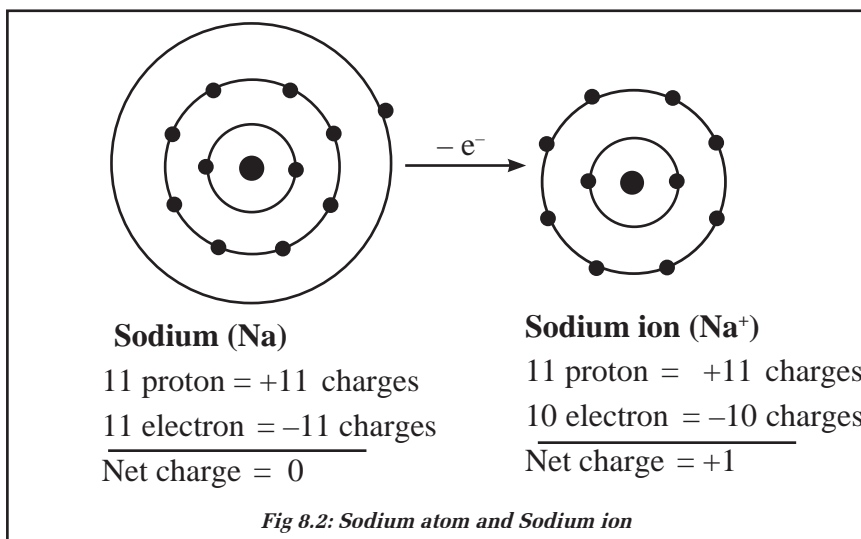 – e⁻
Sodium (Na)
11 proton = +11 charges
11 electron = –11 charges
Net charge = 0
Sodium ion (Na⁺)
11 proton = +11 charges
10 electron = –10 charges
Net charge = +1
Fig 8.2: Sodium atom and Sodium ion